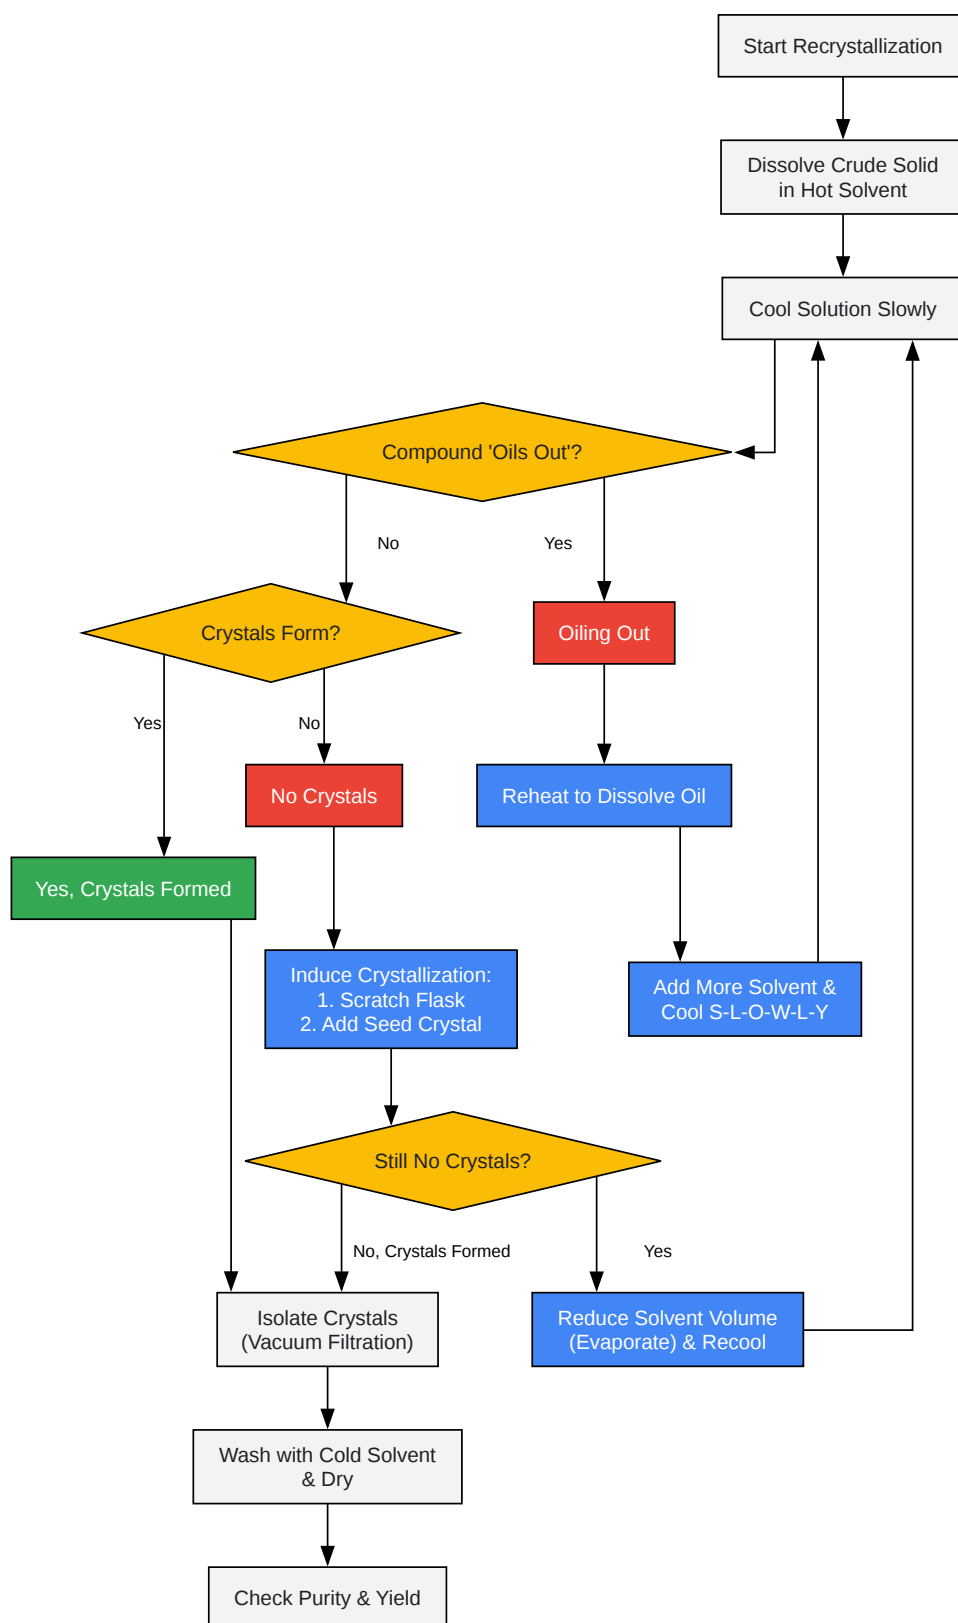 Start Recrystallization
Dissolve Crude Solid
in Hot Solvent
Cool Solution Slowly
Compound 'Oils Out'?
No
Yes
Crystals Form?
Oiling Out
Yes
No
No Crystals
Reheat to Dissolve Oil
Yes, Crystals Formed
Induce Crystallization:
1. Scratch Flask
2. Add Seed Crystal
Add More Solvent &
Cool S-L-O-W-L-Y
Still No Crystals?
No, Crystals Formed
Yes
Isolate Crystals
(Vacuum Filtration)
Reduce Solvent Volume
(Evaporate) & Recool
Wash with Cold Solvent
& Dry
Check Purity & Yield